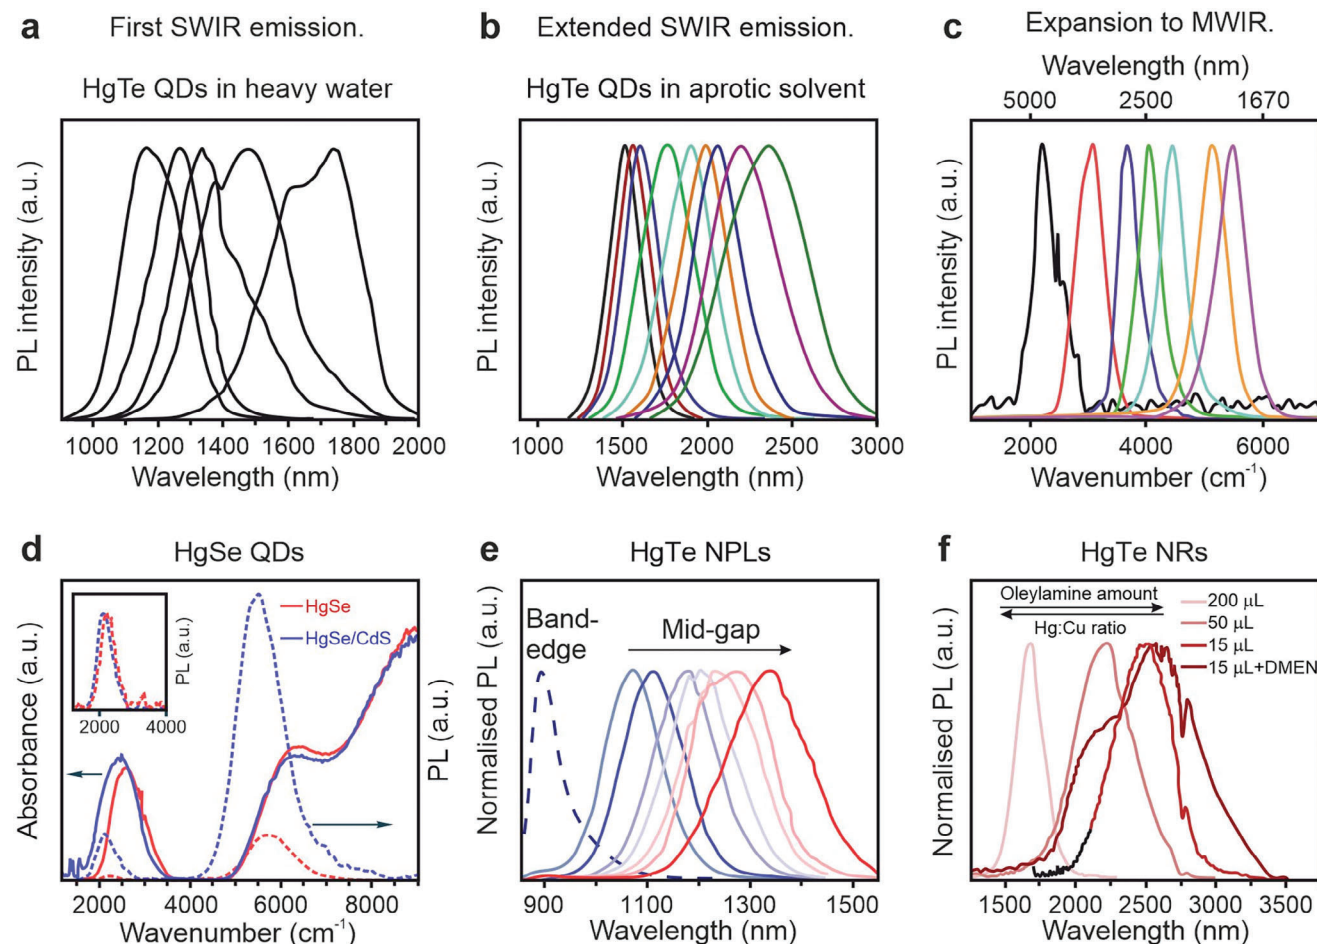 a First SWIR emission.
HgTe QDs in heavy water
PL intensity (a.u.)
1000 1200 1400 1600 1800 2000
Wavelength (nm)
b Extended SWIR emission.
HgTe QDs in aprotic solvent
PL intensity (a.u.)
1000 1500 2000 2500 3000
Wavelength (nm)
c Expansion to MWIR.
Wavelength (nm)
5000 2500 1670
PL intensity (a.u.)
2000 4000 6000
Wavenumber (cm-1)
d HgSe QDs
HgSe
HgSe/CdS
PL (a.u.)
2000 4000
Absorbance (a.u.)
PL (a.u.)
2000 4000 6000 8000
Wavenumber (cm-1)
e HgTe NPLs
Band-
edge
Mid-gap
Normalised PL (a.u.)
900 1100 1300 1500
Wavelength (nm)
f HgTe NRs
Oleylamine amount
Hg:Cu ratio
200 µL
50 µL
15 µL
15 µL+DMEN
Normalised PL (a.u.)
1500 2000 2500 3000 3500
Wavelength (nm)